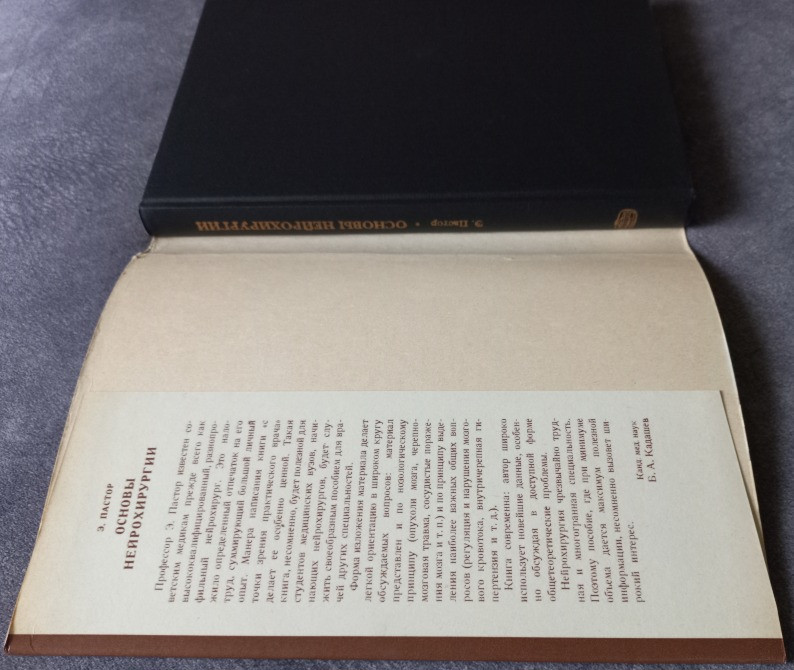 Э. Пастор • ОСНОВЫ НЕЙРОХИРУРГИИ
Э. ПАСТОР
ОСНОВЫ
НЕЙРОХИРУРГИИ
Профессор Э. Пастор известен со-
ветским медикам прежде всего как
высококвалифицированный, разнопро-
фильный нейрохирург. Это нало-
жило определенный отпечаток на его
труд, суммирующий большой личный
опыт. Манера написания книги «с
точки зрения практического врача»
делает ее особенно ценной. Такая
книга, несомненно, будет полезной для
студентов медицинских вузов, начи-
нающих нейрохирургов, будет слу-
жить своеобразным пособием для вра-
чей других специальностей.
Форма изложения материала делает
легкой ориентацию в широком кругу
обсуждаемых вопросов: материал
представлен и по нозологическому
принципу (опухоли мозга, черепно-
мозговая травма, сосудистые пораже-
ния мозга и т. п.) и по принципу выде-
ления наиболее важных общих воп-
росов (регуляция и нарушения мозго-
вого кровотока, внутричерепная ги-
пертензия и т. д.).
Книга современна: автор широко
использует новейшие данные, особен-
но обсуждая в доступной форме
общетеоретические проблемы.
Нейрохирургия чрезвычайно труд-
ная и многогранная специальность.
Поэтому пособие, где при минимуме
объема дается максимум полезной
информации, несомненно вызовет ши
рокий интерес.
Канд. мед. наук
Б. А. Кадашев